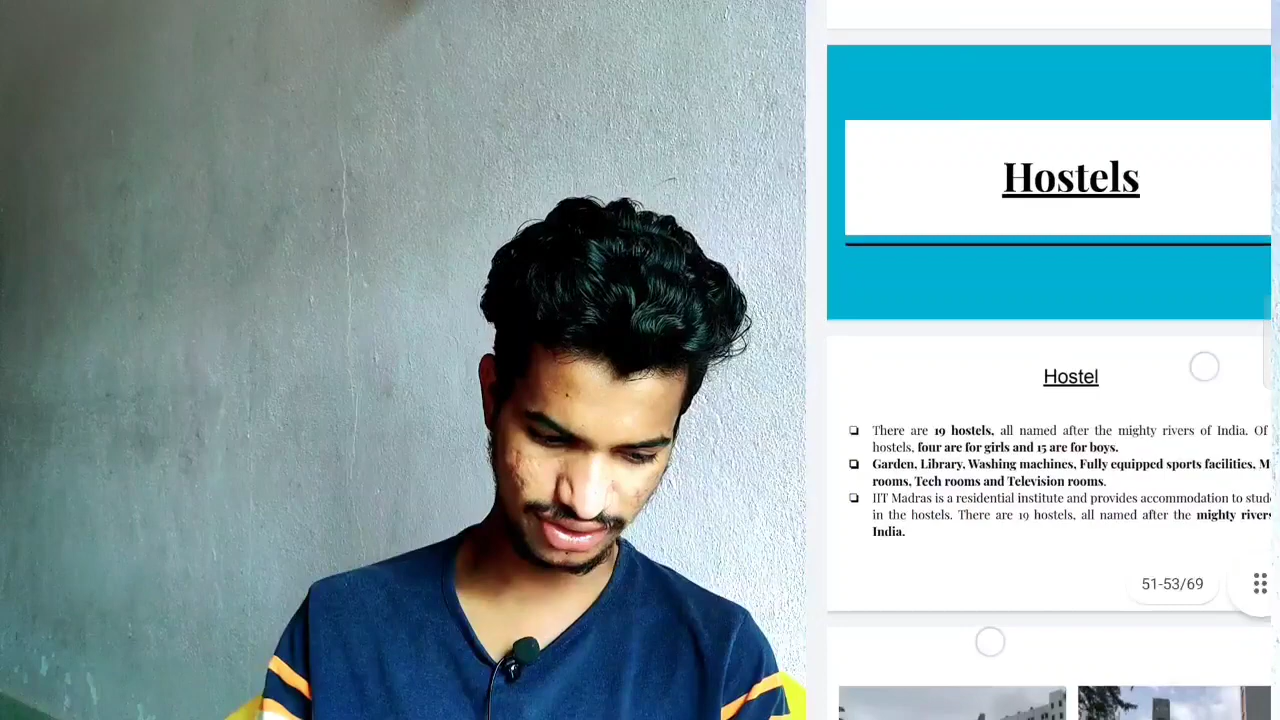 Hostels
Hostel
❑ There are 19 hostels, all named after the mighty rivers of India. Of
hostels, four are for girls and 15 are for boys.
❑ Garden, Library, Washing machines, Fully equipped sports facilities, M
rooms, Tech rooms and Television rooms.
❑ IIT Madras is a residential institute and provides accommodation to stud
in the hostels. There are 19 hostels, all named after the mighty rivers
India.
51-53/69